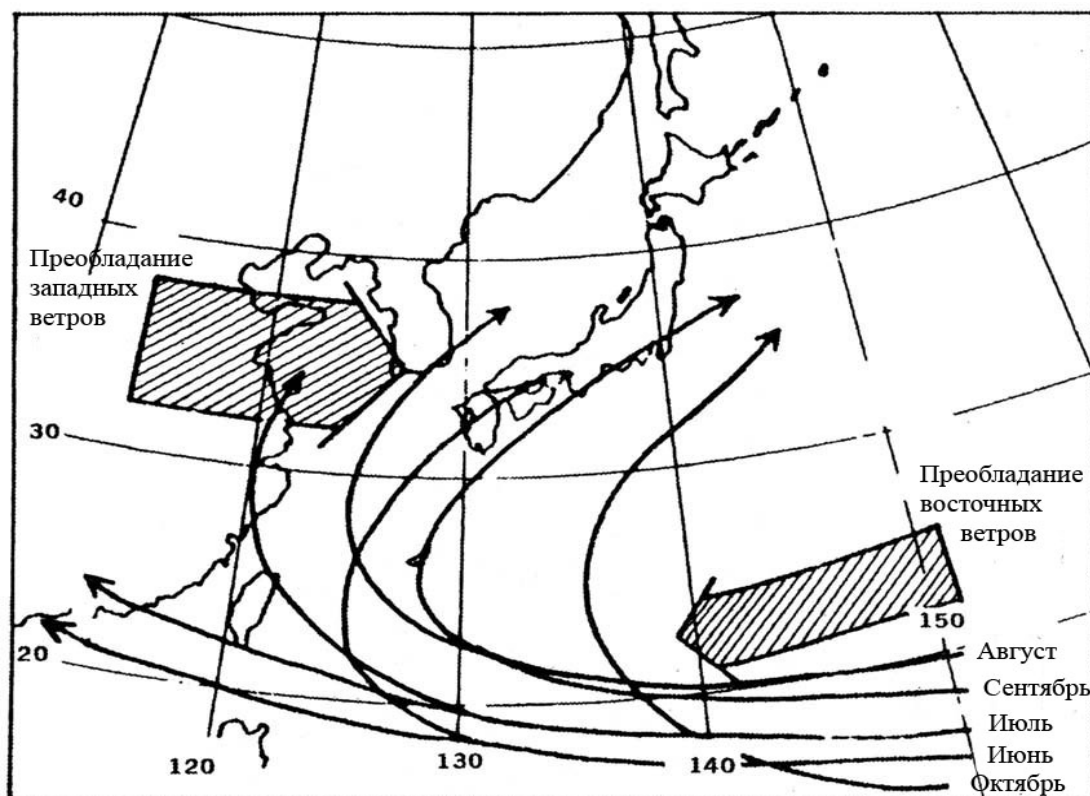 40
Преобладание
западных
ветров
30
Преобладание
восточных
ветров
150
20
Август
Сентябрь
Июль
120
130
140
Июнь
Октябрь